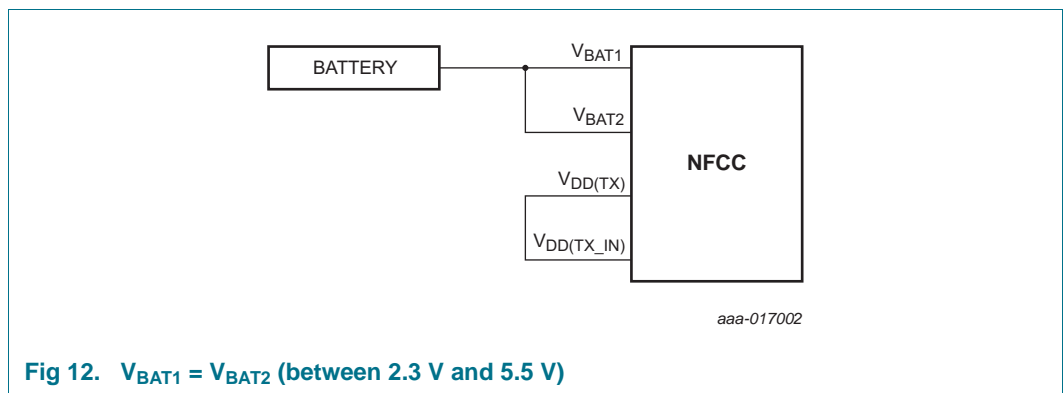 BATTERY
VBAT1
VBAT2
NFCC
VDD(TX)
VDD(TX_IN)
aaa-017002
Fig 12. VBAT1 = VBAT2 (between 2.3 V and 5.5 V)